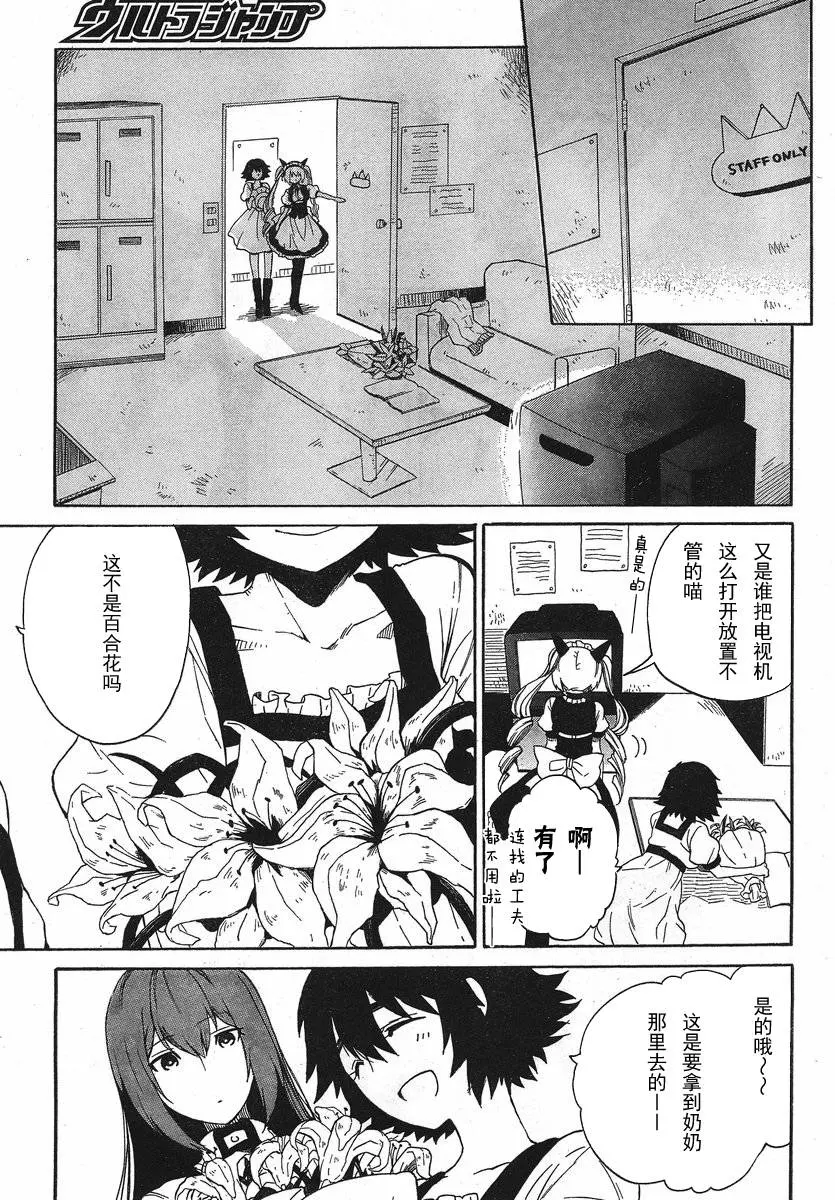 ウルトラジャンプ
STAFF ONLY
又是谁把电视机
这么打开放置不
管的喵
真是的—
啊—
有了
连找的工夫
都不用啦
这不是百合花吗
是的哦～～
这是要拿到奶奶
那里去的——